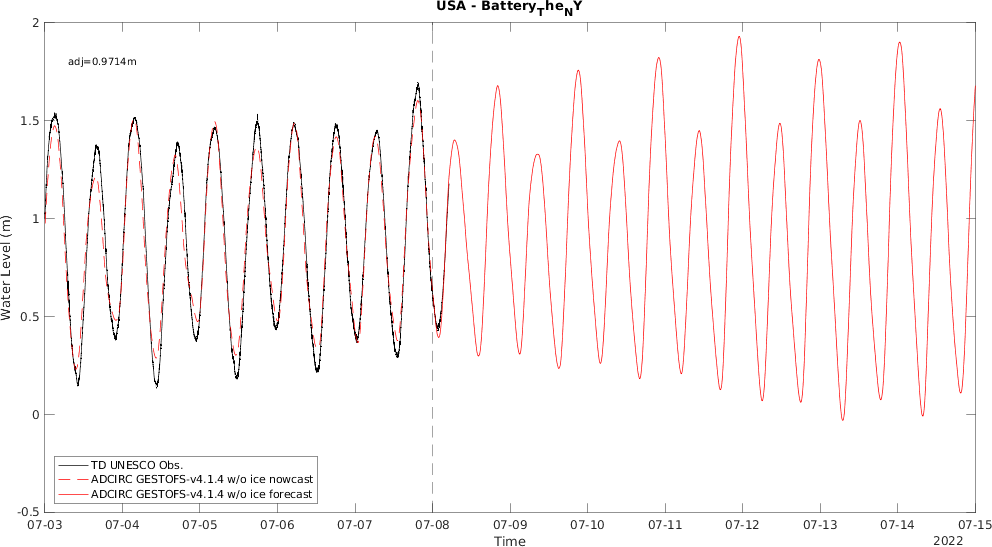 USA - Battery_The_NY
adj=0.9714m
2
1.5
1
0.5
0
-0.5
Water Level (m)
TD UNESCO Obs.
ADCIRC GESTOFS-v4.1.4 w/o ice nowcast
ADCIRC GESTOFS-v4.1.4 w/o ice forecast
07-03 07-04 07-05 07-06 07-07 07-08 07-09 07-10 07-11 07-12 07-13 07-14 07-15
Time
2022